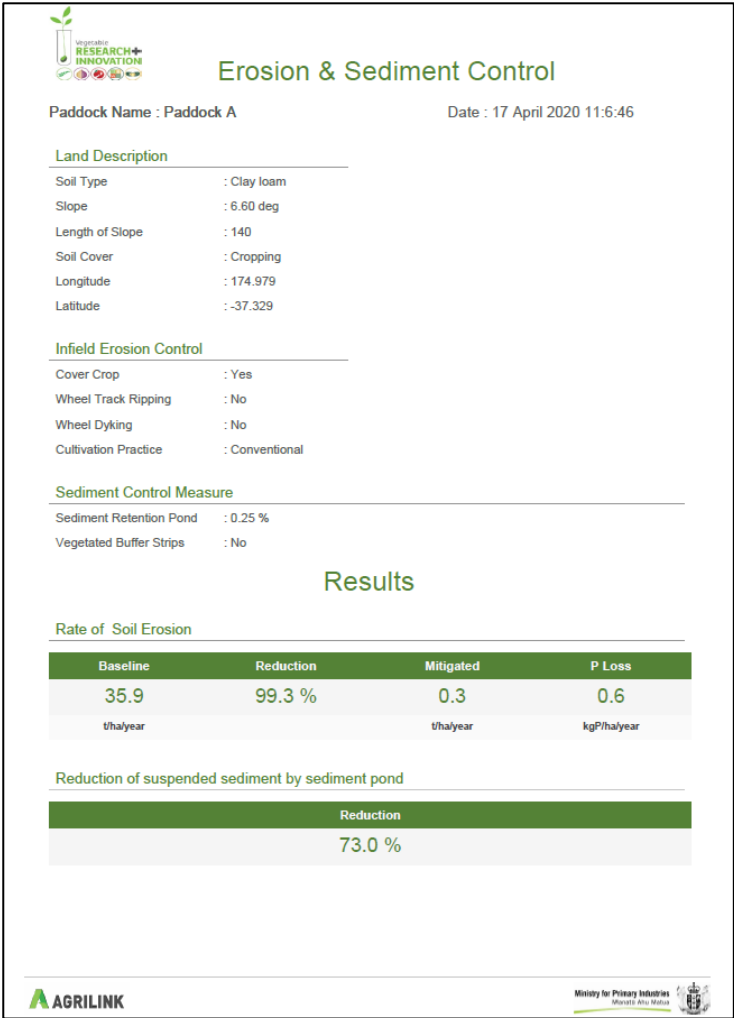 Vegetable
RESEARCH+
INNOVATION
Erosion & Sediment Control
Paddock Name : Paddock A Date : 17 April 2020 11:6:46
Land Description
Soil Type : Clay loam
Slope : 6.60 deg
Length of Slope : 140
Soil Cover : Cropping
Longitude : 174.979
Latitude : -37.329
Infield Erosion Control
Cover Crop : Yes
Wheel Track Ripping : No
Wheel Dyking : No
Cultivation Practice : Conventional
Sediment Control Measure
Sediment Retention Pond : 0.25 %
Vegetated Buffer Strips : No
Results
Rate of Soil Erosion
Baseline Reduction Mitigated P Loss
35.9 99.3 % 0.3 0.6
t/ha/year t/ha/year kgP/ha/year
Reduction of suspended sediment by sediment pond
Reduction
73.0 %
AGRILINK
Ministry for Primary Industries
Manatū Ahu Matua